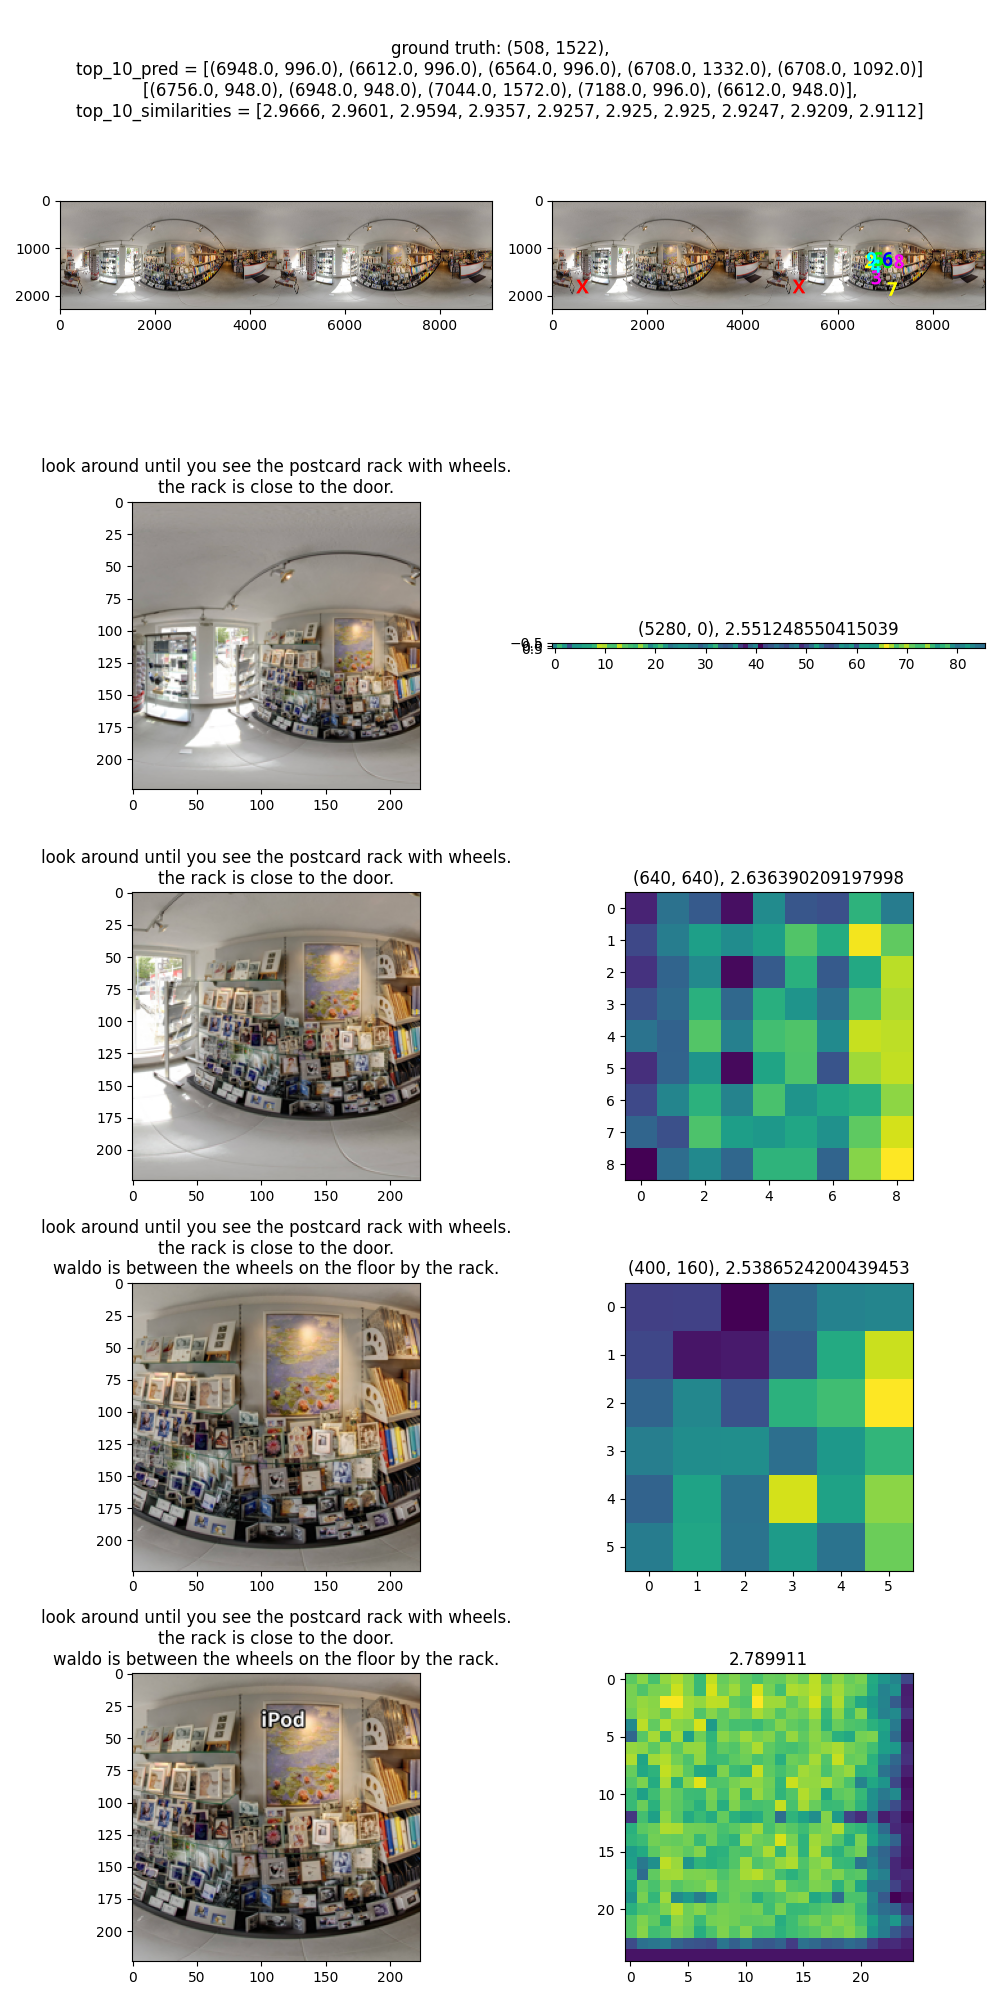 ground truth: (508, 1522),
top_10_pred = [(6948.0, 996.0), (6612.0, 996.0), (6564.0, 996.0), (6708.0, 1332.0), (6708.0, 1092.0)]
[(6756.0, 948.0), (6948.0, 948.0), (7044.0, 1572.0), (7188.0, 996.0), (6612.0, 948.0)],
top_10_similarities = [2.9666, 2.9601, 2.9594, 2.9357, 2.9257, 2.925, 2.925, 2.9247, 2.9209, 2.9112]
0
1000
2000
0 2000 4000 6000 8000
0
1000
2000
X X 6 8 3 7
0 2000 4000 6000 8000
look around until you see the postcard rack with wheels.
the rack is close to the door.
0
25
50
75
100
125
150
175
200
0 50 100 150 200
(5280, 0), 2.551248550415039
0 10 20 30 40 50 60 70 80
look around until you see the postcard rack with wheels.
the rack is close to the door.
0
25
50
75
100
125
150
175
200
0 50 100 150 200
(640, 640), 2.636390209197998
0
1
2
3
4
5
6
7
8
0 2 4 6 8
look around until you see the postcard rack with wheels.
the rack is close to the door.
waldo is between the wheels on the floor by the rack.
0
25
50
75
100
125
150
175
200
0 50 100 150 200
(400, 160), 2.5386524200439453
0
1
2
3
4
5
0 1 2 3 4 5
look around until you see the postcard rack with wheels.
the rack is close to the door.
waldo is between the wheels on the floor by the rack.
0
25
50
75
100
125
150
175
200
iPod
0 50 100 150 200
2.789911
0
5
10
15
20
0 5 10 15 20